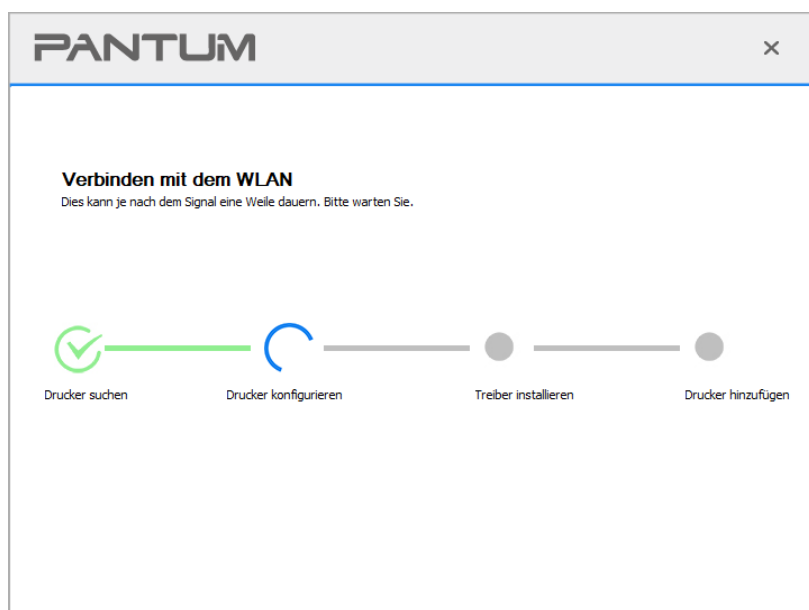 PANTUM
Verbinden mit dem WLAN
Dies kann je nach dem Signal eine Weile dauern. Bitte warten Sie.
Drucker suchen
Drucker konfigurieren
Treiber installieren
Drucker hinzufügen